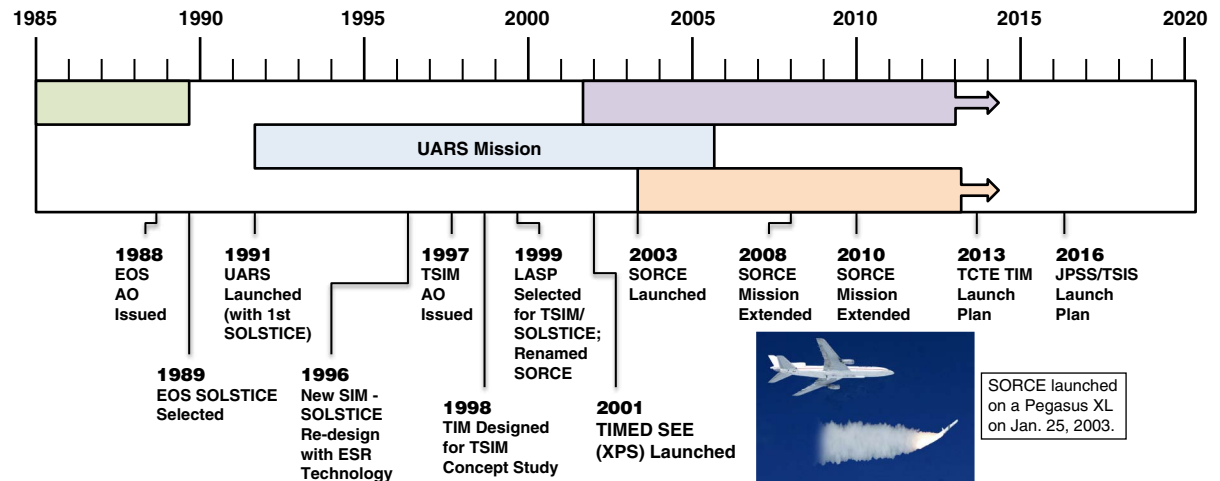 1985 1990 1995 2000 2005 2010 2015 2020
UARS Mission
1988
EOS
AO
Issued
1989
EOS SOLSTICE
Selected
1991
UARS
Launched
(with 1st
SOLSTICE)
1996
New SIM -
SOLSTICE
Re-design
with ESR
Technology
1997
TSIM
AO
Issued
1998
TIM Designed
for TSIM
Concept Study
1999
LASP
Selected
for TSIM/
SOLSTICE;
Renamed
SORCE
2001
TIMED SEE
(XPS) Launched
2003
SORCE
Launched
2008
SORCE
Mission
Extended
2010
SORCE
Mission
Extended
2013
TCTE TIM
Launch
Plan
2016
JPSS/TSIS
Launch
Plan
SORCE launched
on a Pegasus XL
on Jan. 25, 2003.